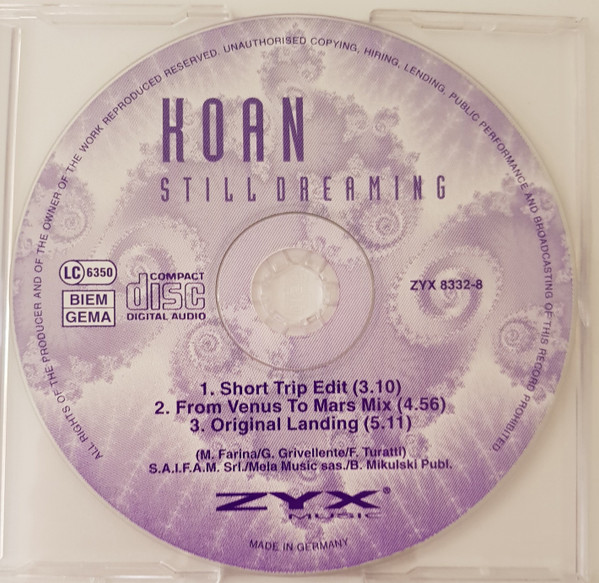 ALL RIGHTS OF THE PRODUCER AND OF THE OWNER OF THE WORK REPRODUCED RESERVED. UNAUTHORISED COPYING, HIRING, LENDING, PUBLIC PERFORMANCE AND BROADCASTING OF THIS RECORD PROHIBITED
KOAN
STILL DREAMING
LC 6350
BIEM
GEMA
COMPACT
disc
DIGITAL AUDIO
ZYX 8332-8
1. Short Trip Edit (3.10)
2. From Venus To Mars Mix (4.56)
3. Original Landing (5.11)
(M. Farina/G. Grivellente/F. Turatti)
S.A.I.F.A.M. Srl./Mela Music sas./B. Mikulski Publ.
ZYX®
MUSIC
MADE IN GERMANY